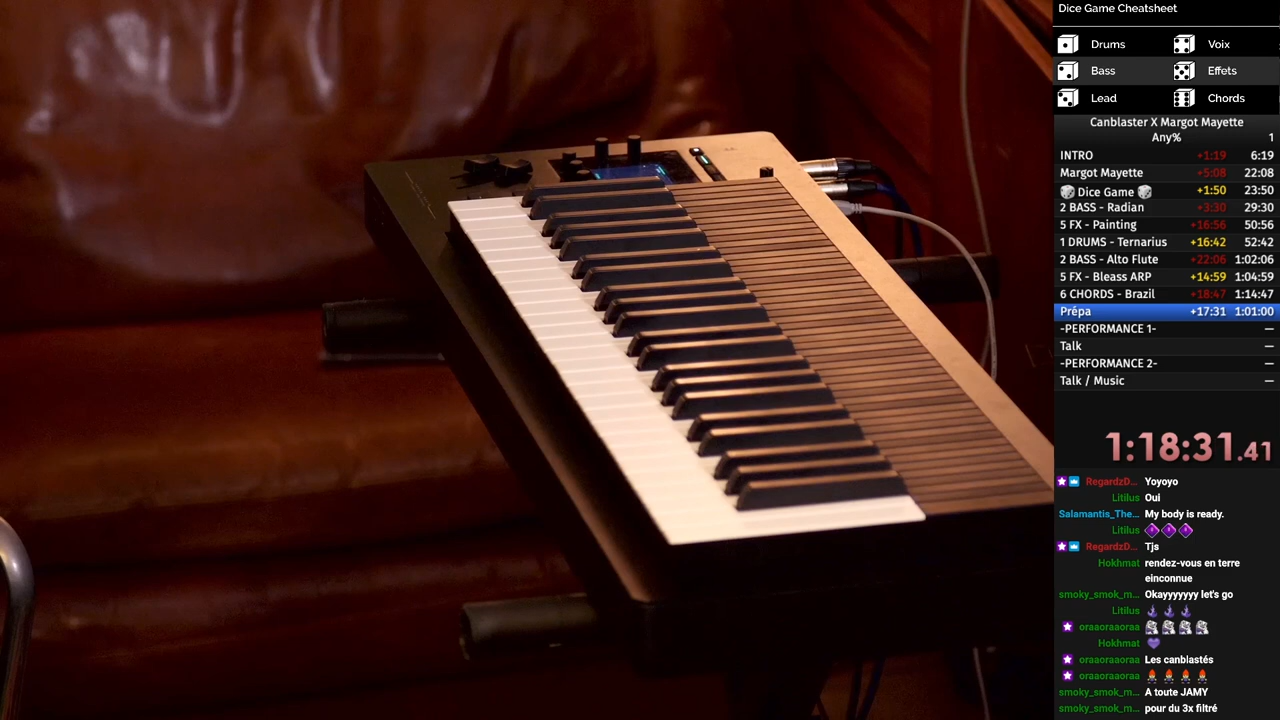 Dice Game Cheatsheet
Drums Voix
Bass Effets
Lead Chords
Canblaster X Margot Mayette
Any% 1
INTRO +1:19 6:19
Margot Mayette +5:08 22:08
Dice Game +1:50 23:50
2 BASS - Radian +3:30 29:30
5 FX - Painting +16:56 50:56
1 DRUMS - Ternarius +16:42 52:42
2 BASS - Alto Flute +22:06 1:02:06
5 FX - Bleass ARP +14:59 1:04:59
6 CHORDS - Brazil +18:47 1:14:47
Prépa +17:31 1:01:00
-PERFORMANCE 1- —
Talk —
-PERFORMANCE 2- —
Talk / Music —
1:18:31.41
RegardzD... Yoyoyo
Litilus Oui
Salamantis_The... My body is ready.
Litilus
RegardzD... Tjs
Hokhmat rendez-vous en terre
einconnue
smoky_smok_m... Okayyyyyyy let's go
Litilus
oraaoraaoraa
Hokhmat 💜
oraaoraaoraa Les canblastés
oraaoraaoraa
smoky_smok_m... A toute JAMY
smoky_smok_m... pour du 3x filtré